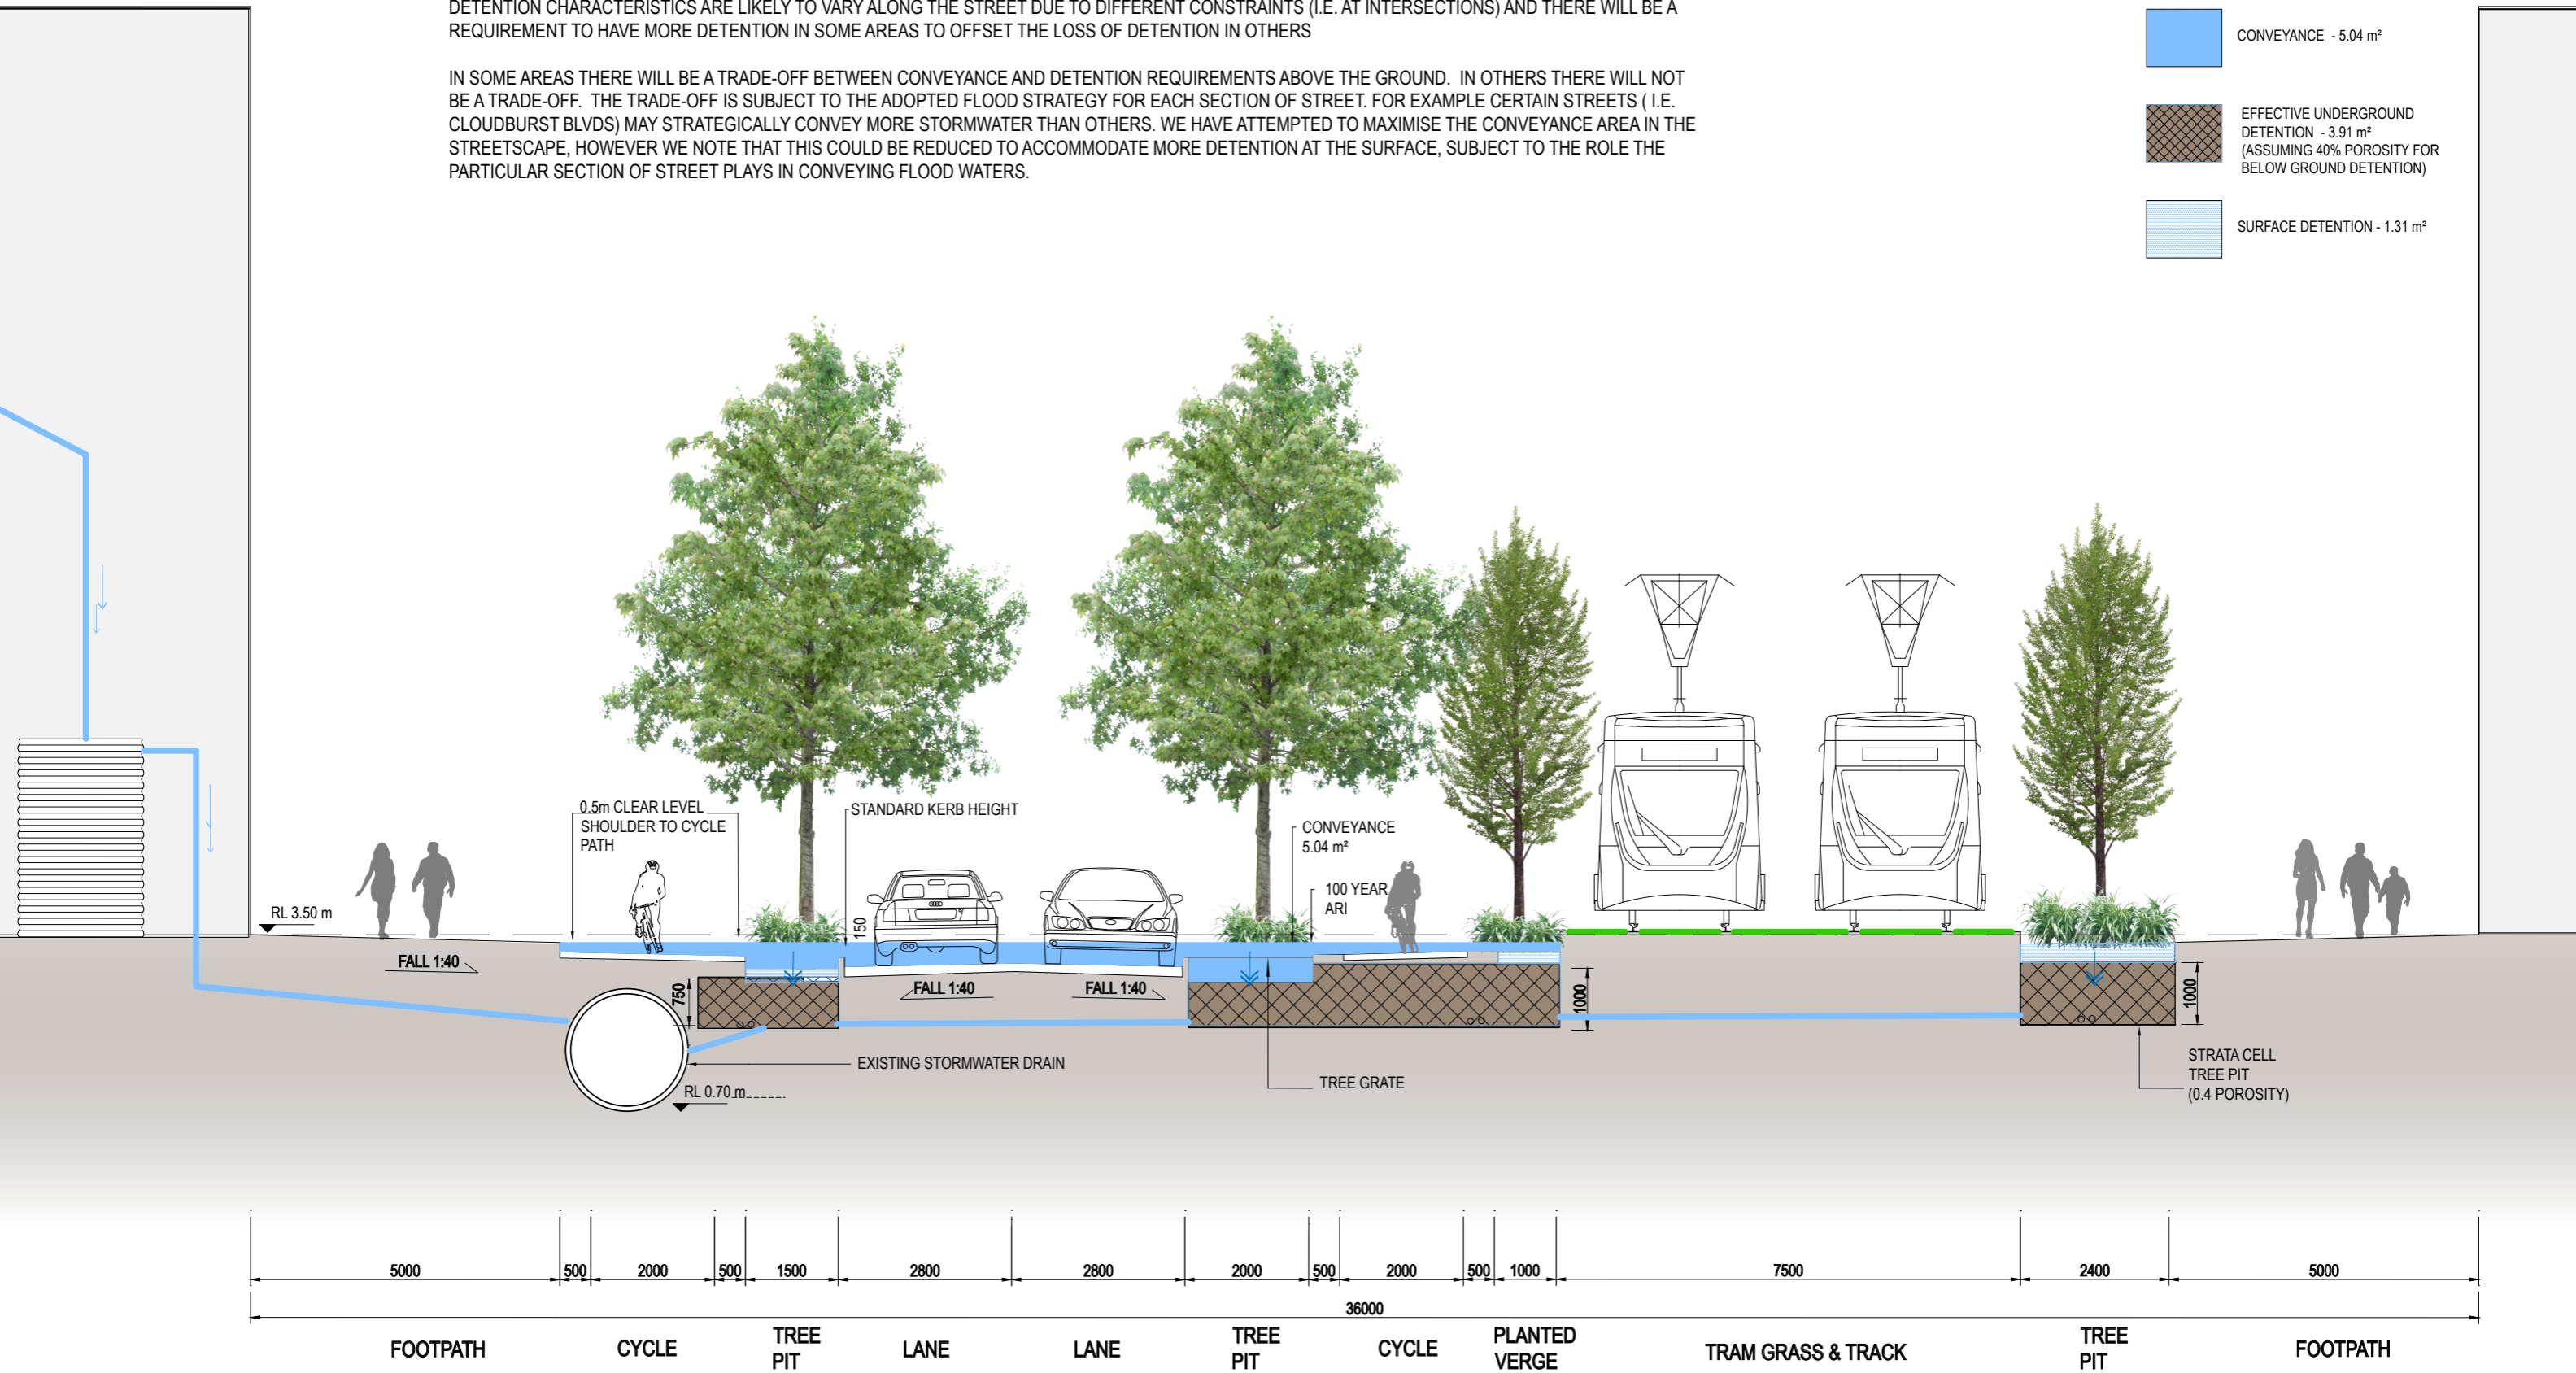 DETENTION CHARACTERISTICS ARE LIKELY TO VARY ALONG THE STREET DUE TO DIFFERENT CONSTRAINTS (I.E. AT INTERSECTIONS) AND THERE WILL BE A
REQUIREMENT TO HAVE MORE DETENTION IN SOME AREAS TO OFFSET THE LOSS OF DETENTION IN OTHERS
IN SOME AREAS THERE WILL BE A TRADE-OFF BETWEEN CONVEYANCE AND DETENTION REQUIREMENTS ABOVE THE GROUND. IN OTHERS THERE WILL NOT
BE A TRADE-OFF. THE TRADE-OFF IS SUBJECT TO THE ADOPTED FLOOD STRATEGY FOR EACH SECTION OF STREET. FOR EXAMPLE CERTAIN STREETS ( I.E.
CLOUDBURST BLVDS) MAY STRATEGICALLY CONVEY MORE STORMWATER THAN OTHERS. WE HAVE ATTEMPTED TO MAXIMISE THE CONVEYANCE AREA IN THE
STREETSCAPE, HOWEVER WE NOTE THAT THIS COULD BE REDUCED TO ACCOMMODATE MORE DETENTION AT THE SURFACE, SUBJECT TO THE ROLE THE
PARTICULAR SECTION OF STREET PLAYS IN CONVEYING FLOOD WATERS.
CONVEYANCE - 5.04 m²
EFFECTIVE UNDERGROUND
DETENTION - 3.91 m²
(ASSUMING 40% POROSITY FOR
BELOW GROUND DETENTION)
SURFACE DETENTION - 1.31 m²
0.5m CLEAR LEVEL
SHOULDER TO CYCLE
PATH
STANDARD KERB HEIGHT
CONVEYANCE
5.04 m²
100 YEAR
ARI
RL 3.50 m
150
FALL 1:40
FALL 1:40
FALL 1:40
750
1000
1000
EXISTING STORMWATER DRAIN
TREE GRATE
STRATA CELL
TREE PIT
(0.4 POROSITY)
RL 0.70 m
5000 500 2000 500 1500 2800 2800 2000 500 2000 500 1000 7500 2400 5000
36000
FOOTPATH
CYCLE
TREE
PIT
LANE
LANE
TREE
PIT
CYCLE
PLANTED
VERGE
TRAM GRASS & TRACK
TREE
PIT
FOOTPATH